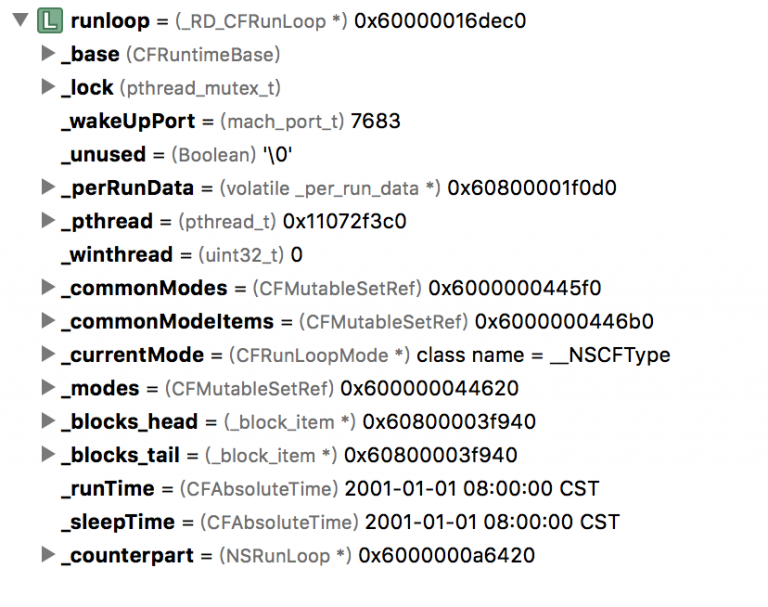 L runloop = (_RD_CFRunLoop *) 0x60000016dec0
_base (CFRuntimeBase)
_lock (pthread_mutex_t)
_wakeUpPort = (mach_port_t) 7683
_unused = (Boolean) '\0'
_perRunData = (volatile _per_run_data *) 0x60800001f0d0
_pthread = (pthread_t) 0x11072f3c0
_winthread = (uint32_t) 0
_commonModes = (CFMutableSetRef) 0x6000000445f0
_commonModeItems = (CFMutableSetRef) 0x6000000446b0
_currentMode = (CFRunLoopMode *) class name = __NSCFType
_modes = (CFMutableSetRef) 0x600000044620
_blocks_head = (_block_item *) 0x60800003f940
_blocks_tail = (_block_item *) 0x60800003f940
_runTime = (CFAbsoluteTime) 2001-01-01 08:00:00 CST
_sleepTime = (CFAbsoluteTime) 2001-01-01 08:00:00 CST
_counterpart = (NSRunLoop *) 0x6000000a6420